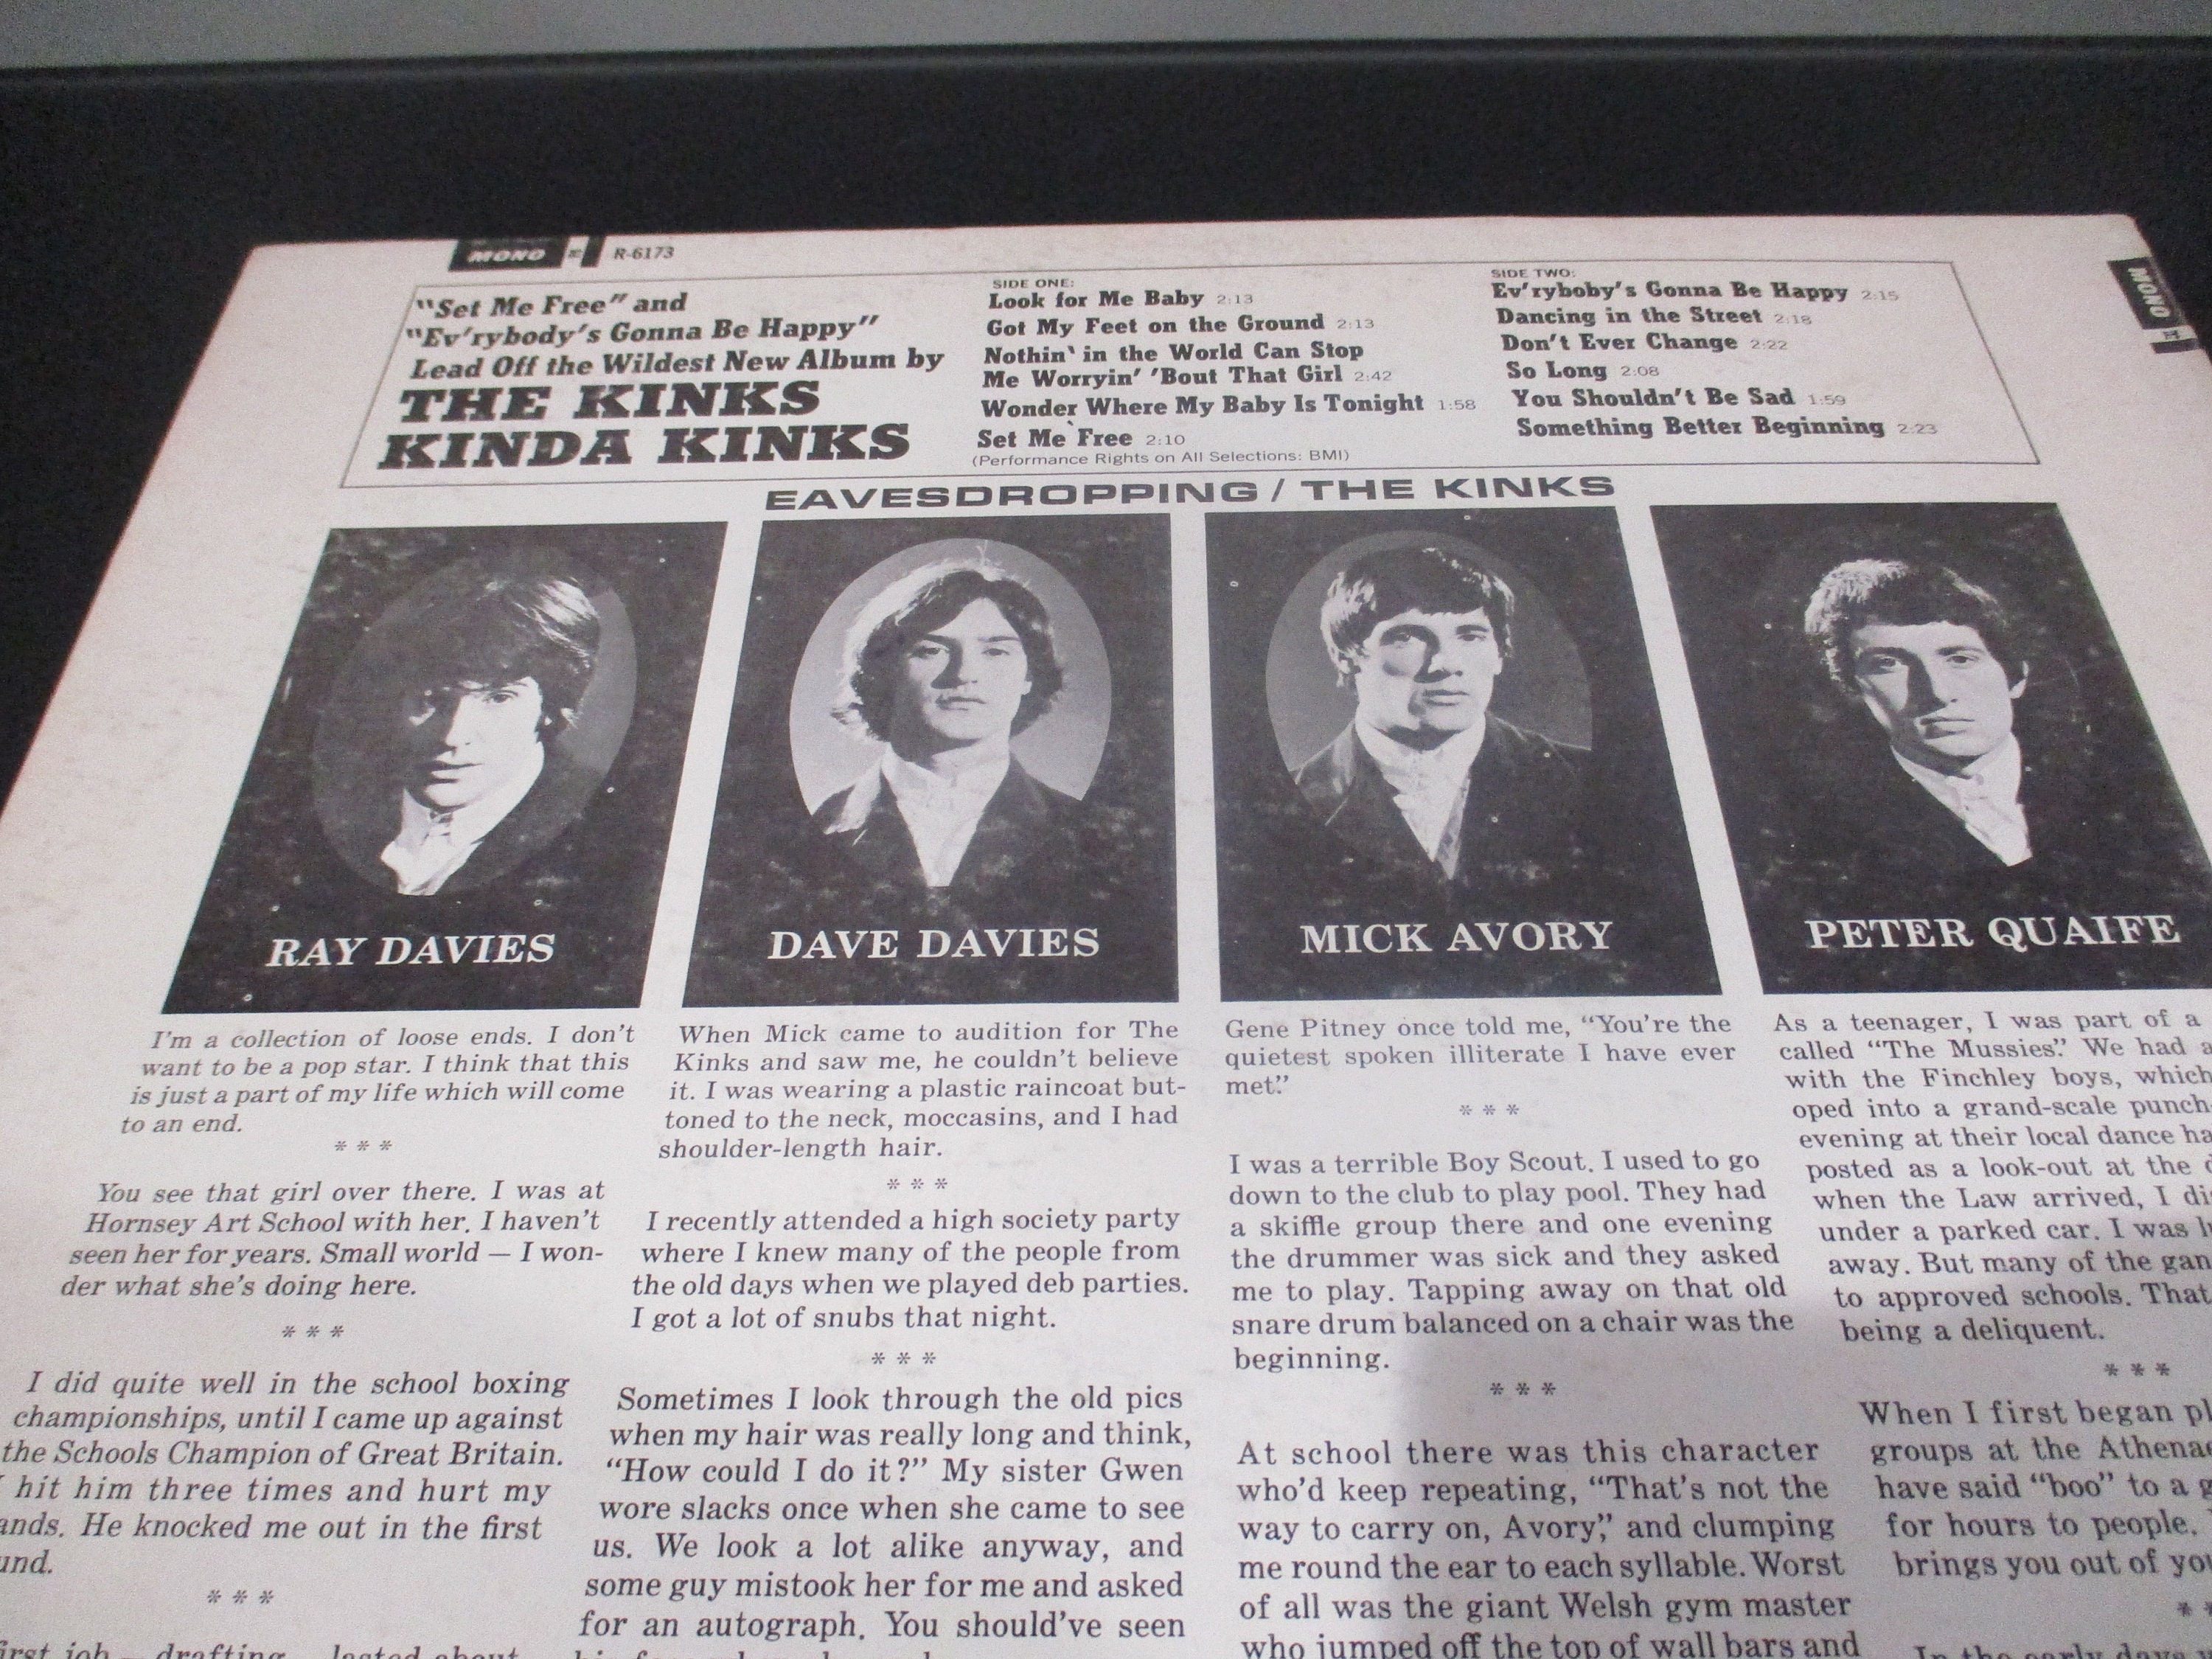 MONO R-6173
"Set Me Free" and
"Ev'rybody's Gonna Be Happy"
Lead Off the Wildest New Album by
THE KINKS
KINDA KINKS
SIDE ONE:
Look for Me Baby 2:13
Got My Feet on the Ground 2:13
Nothin' in the World Can Stop
Me Worryin' 'Bout That Girl 2:42
Wonder Where My Baby Is Tonight 1:58
Set Me Free 2:10
(Performance Rights on All Selections: BMI)
SIDE TWO:
Ev'ryboby's Gonna Be Happy 2:15
Dancing in the Street 2:18
Don't Ever Change 2:22
So Long 2:08
You Shouldn't Be Sad 1:59
Something Better Beginning 2:23
MONO
EAVESDROPPING / THE KINKS
RAY DAVIES
I'm a collection of loose ends. I don't
want to be a pop star. I think that this
is just a part of my life which will come
to an end.
* * *
You see that girl over there. I was at
Hornsey Art School with her. I haven't
seen her for years. Small world — I won-
der what she's doing here.
* * *
I did quite well in the school boxing
championships, until I came up against
the Schools Champion of Great Britain.
I hit him three times and hurt my
ands. He knocked me out in the first
und.
* * *
first job — drafting — lasted about
DAVE DAVIES
When Mick came to audition for The
Kinks and saw me, he couldn't believe
it. I was wearing a plastic raincoat but-
toned to the neck, moccasins, and I had
shoulder-length hair.
* * *
I recently attended a high society party
where I knew many of the people from
the old days when we played deb parties.
I got a lot of snubs that night.
* * *
Sometimes I look through the old pics
when my hair was really long and think,
"How could I do it?" My sister Gwen
wore slacks once when she came to see
us. We look a lot alike anyway, and
some guy mistook her for me and asked
for an autograph. You should've seen
MICK AVORY
Gene Pitney once told me, "You're the
quietest spoken illiterate I have ever
met."
* * *
I was a terrible Boy Scout. I used to go
down to the club to play pool. They had
a skiffle group there and one evening
the drummer was sick and they asked
me to play. Tapping away on that old
snare drum balanced on a chair was the
beginning.
* * *
At school there was this character
who'd keep repeating, "That's not the
way to carry on, Avory," and clumping
me round the ear to each syllable. Worst
of all was the giant Welsh gym master
who jumped off the top of wall bars and
PETER QUAIFE
As a teenager, I was part of a
called "The Mussies." We had a
with the Finchley boys, which
oped into a grand-scale punch-
evening at their local dance ha
posted as a look-out at the
when the Law arrived, I di
under a parked car. I was l
away. But many of the gan
to approved schools. That
being a deliquent.
* * *
When I first began pl
groups at the Athena
have said "boo" to a g
for hours to people.
brings you out of yo
* *
In the early days